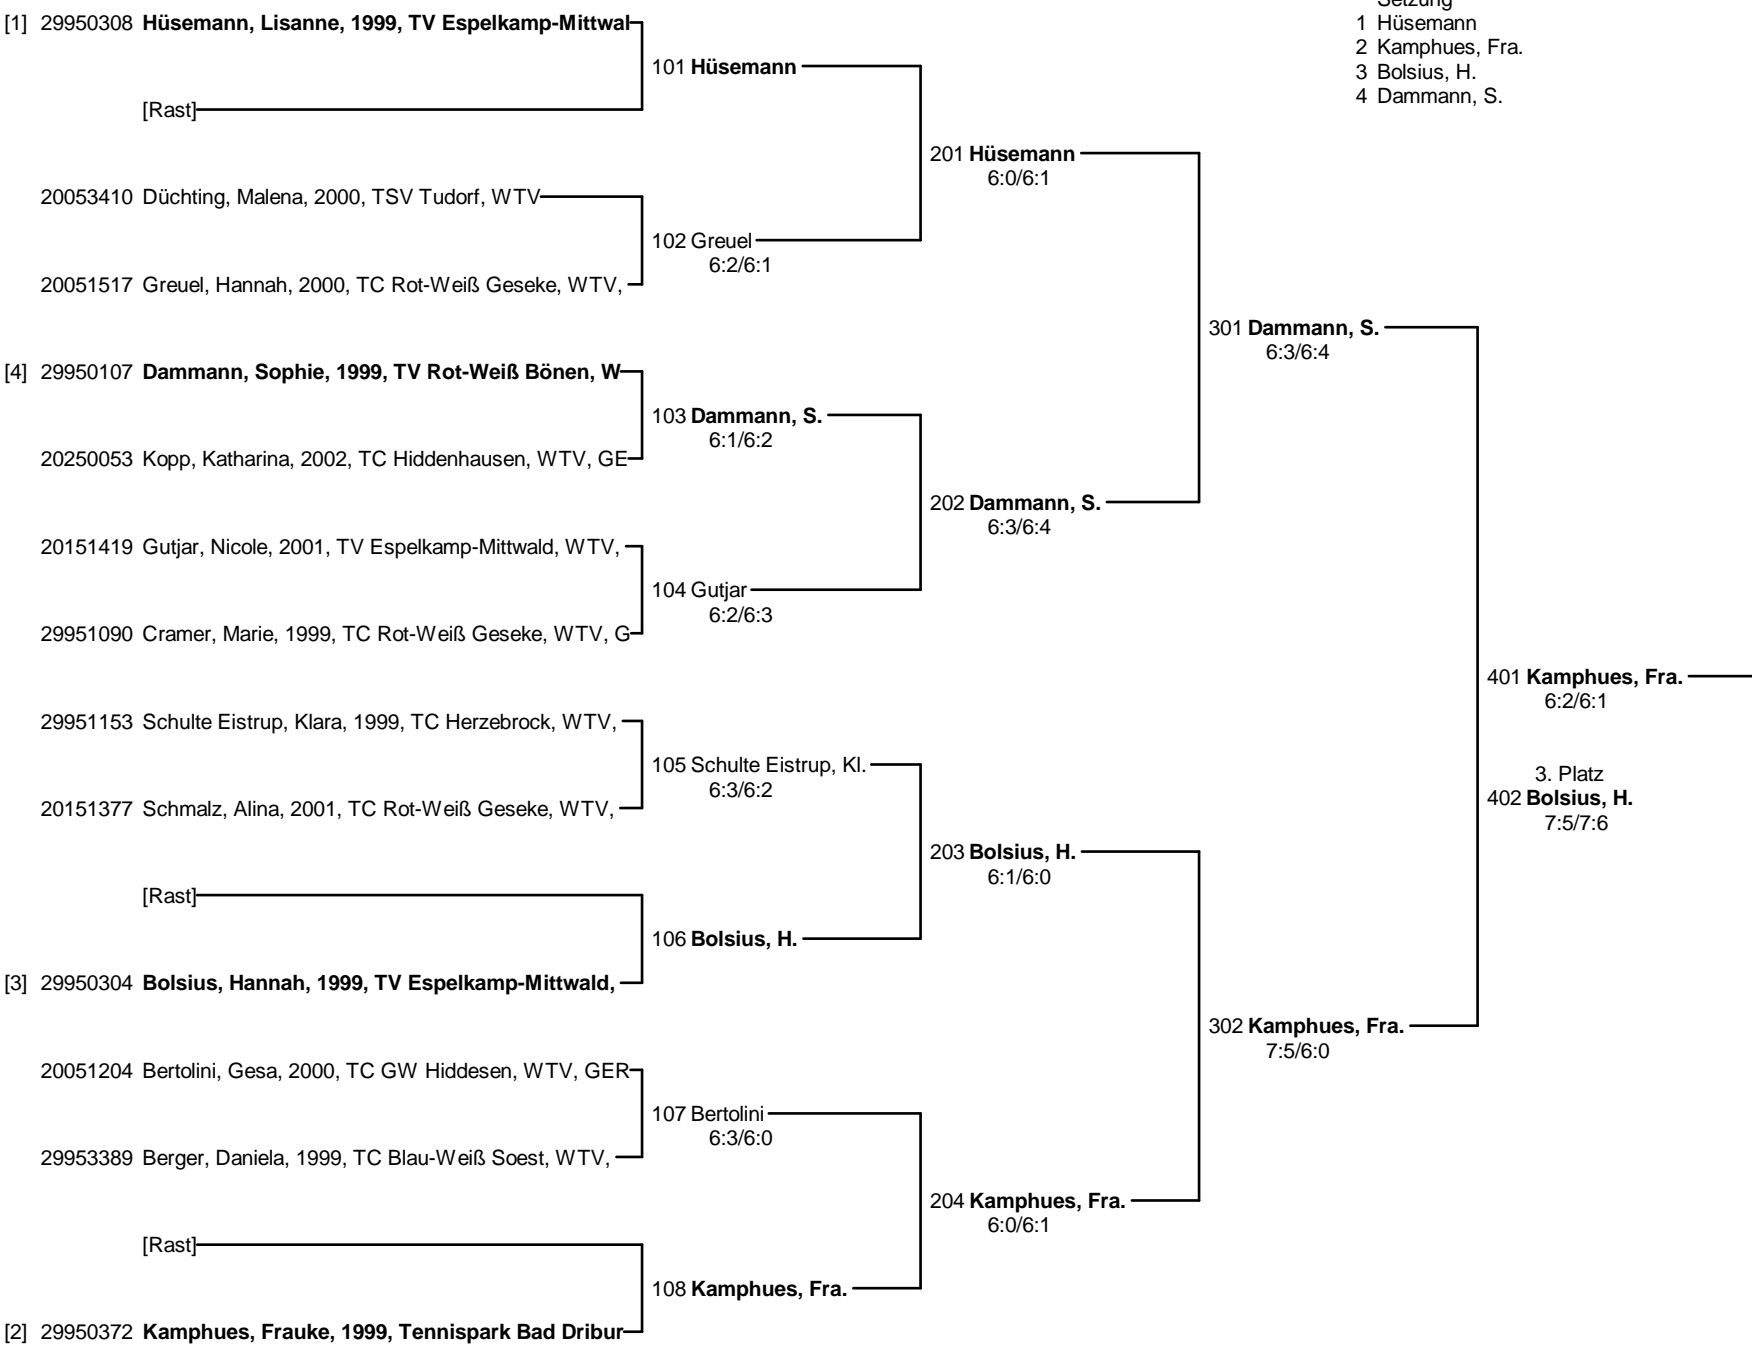 Setzung
1 Hüsemann
2 Kamphues, Fra.
3 Bolsius, H.
4 Dammann, S.
[1] 29950308 Hüsemann, Lisanne, 1999, TV Espelkamp-Mittwal
[Rast]
20053410 Düchting, Malena, 2000, TSV Tudorf, WTV
20051517 Greuel, Hannah, 2000, TC Rot-Weiß Geseke, WTV,
[4] 29950107 Dammann, Sophie, 1999, TV Rot-Weiß Bönen, W
20250053 Kopp, Katharina, 2002, TC Hiddenhausen, WTV, GE
20151419 Gutjar, Nicole, 2001, TV Espelkamp-Mittwald, WTV,
29951090 Cramer, Marie, 1999, TC Rot-Weiß Geseke, WTV, G
29951153 Schulte Eistrup, Klara, 1999, TC Herzebrock, WTV,
20151377 Schmalz, Alina, 2001, TC Rot-Weiß Geseke, WTV,
[Rast]
[3] 29950304 Bolsius, Hannah, 1999, TV Espelkamp-Mittwald,
20051204 Bertolini, Gesa, 2000, TC GW Hiddesen, WTV, GER
29953389 Berger, Daniela, 1999, TC Blau-Weiß Soest, WTV,
[Rast]
[2] 29950372 Kamphues, Frauke, 1999, Tennispark Bad Dribur
101 Hüsemann
102 Greuel
6:2/6:1
103 Dammann, S.
6:1/6:2
104 Gutjar
6:2/6:3
105 Schulte Eistrup, Kl.
6:3/6:2
106 Bolsius, H.
107 Bertolini
6:3/6:0
108 Kamphues, Fra.
201 Hüsemann
6:0/6:1
202 Dammann, S.
6:3/6:4
203 Bolsius, H.
6:1/6:0
204 Kamphues, Fra.
6:0/6:1
301 Dammann, S.
6:3/6:4
302 Kamphues, Fra.
7:5/6:0
401 Kamphues, Fra.
6:2/6:1
3. Platz
402 Bolsius, H.
7:5/7:6